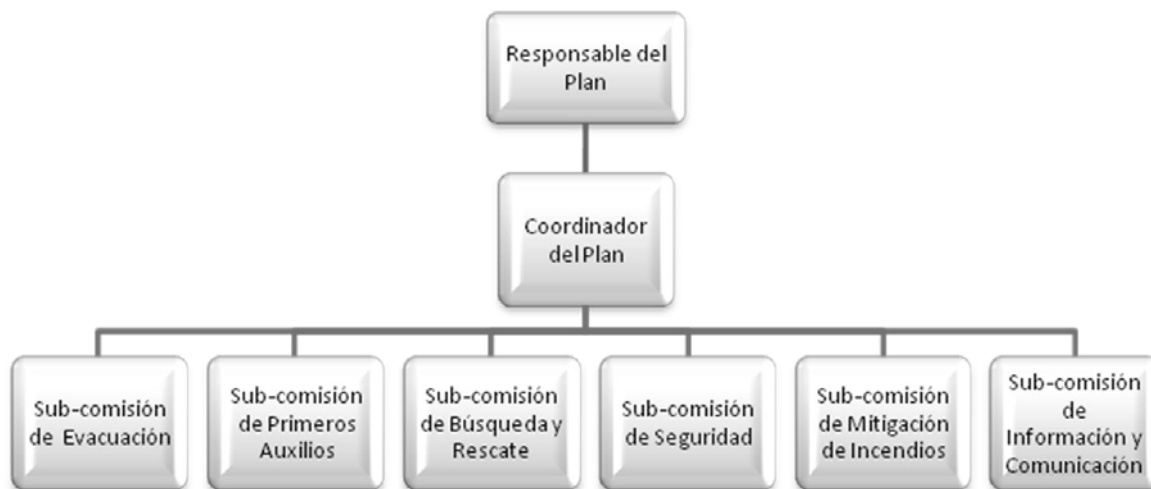 Responsable del
Plan
Coordinador
del Plan
Sub-comisión
de Evacuación
Sub-comisión
de Primeros
Auxilios
Sub-comisión
de Búsqueda y
Rescate
Sub-comisión
de Seguridad
Sub-comisión
de Mitigación
de Incendios
Sub-comisión
de
Información y
Comunicación